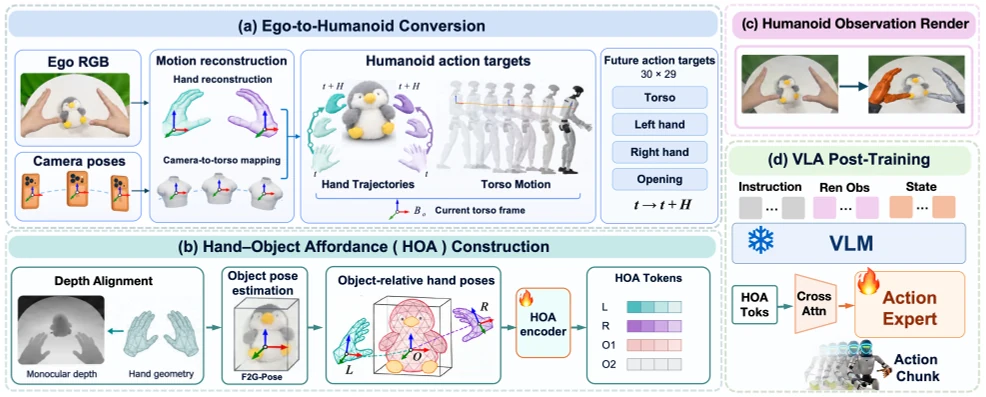 (a) Ego-to-Humanoid Conversion
Ego RGB
Camera poses
Motion reconstruction
Hand reconstruction
Camera-to-torso mapping
Humanoid action targets
t + H
t + H
t
t
Hand Trajectories
Torso Motion
Current torso frame
Future action targets
30 × 29
Torso
Left hand
Right hand
Opening
t → t + H
(b) Hand–Object Affordance ( HOA ) Construction
Depth Alignment
Monocular depth
Hand geometry
Object pose
estimation
F2G-Pose
Object-relative hand poses
L
O
R
HOA
encoder
HOA Tokens
L
R
O1
O2
(c) Humanoid Observation Render
(d) VLA Post-Training
Instruction
Ren Obs
State
... ... ...
VLM
HOA
Toks
Cross
Attn
Action
Expert
Action
Chunk